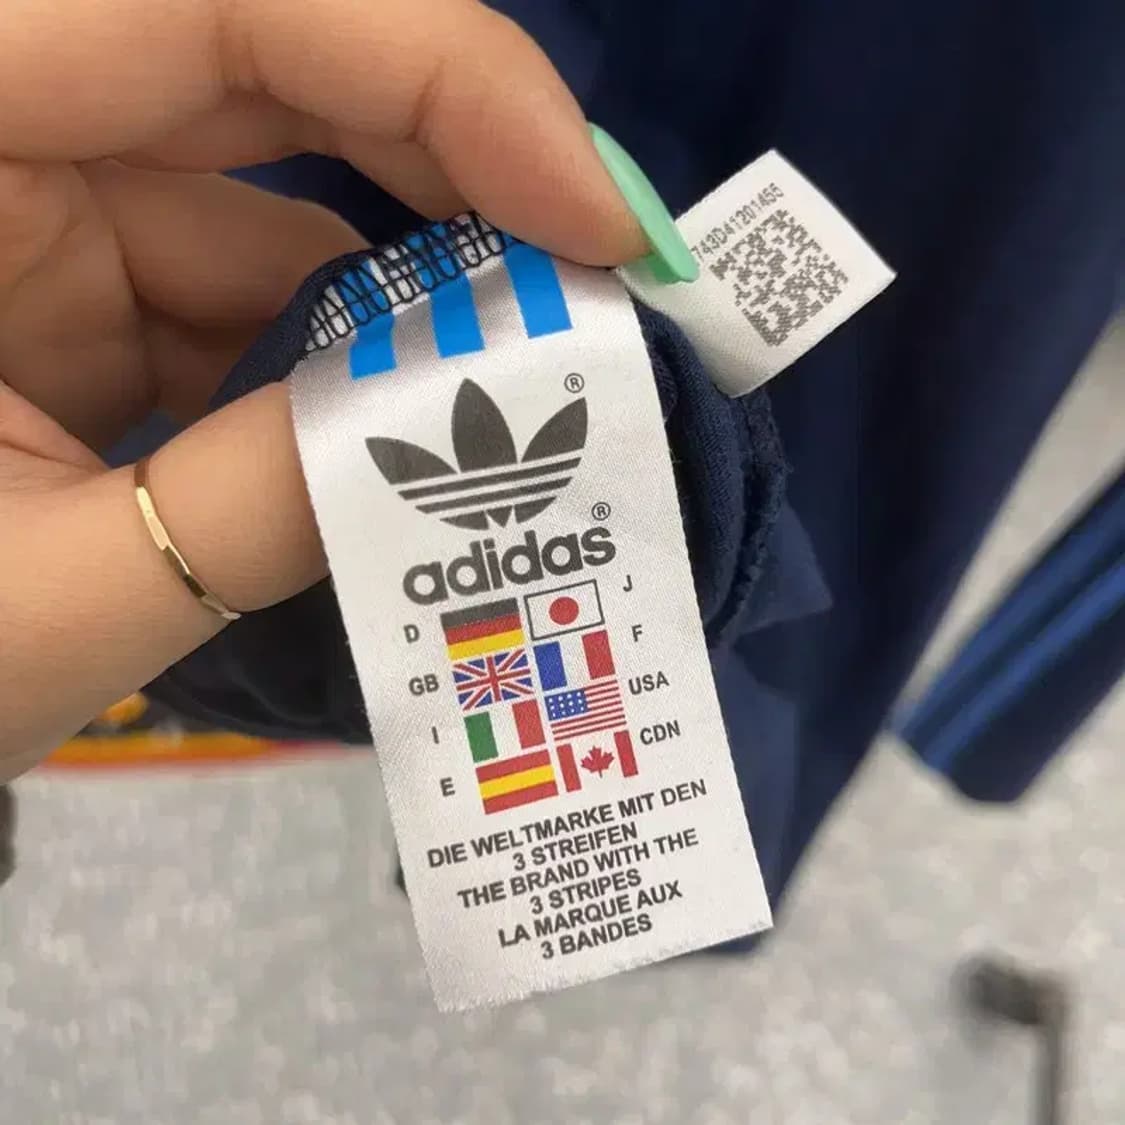 743D41201455
®
adidas®
D
J
GB
F
I
USA
E
CDN
DIE WELTMARKE MIT DEN
3 STREIFEN
THE BRAND WITH THE
3 STRIPES
LA MARQUE AUX
3 BANDES